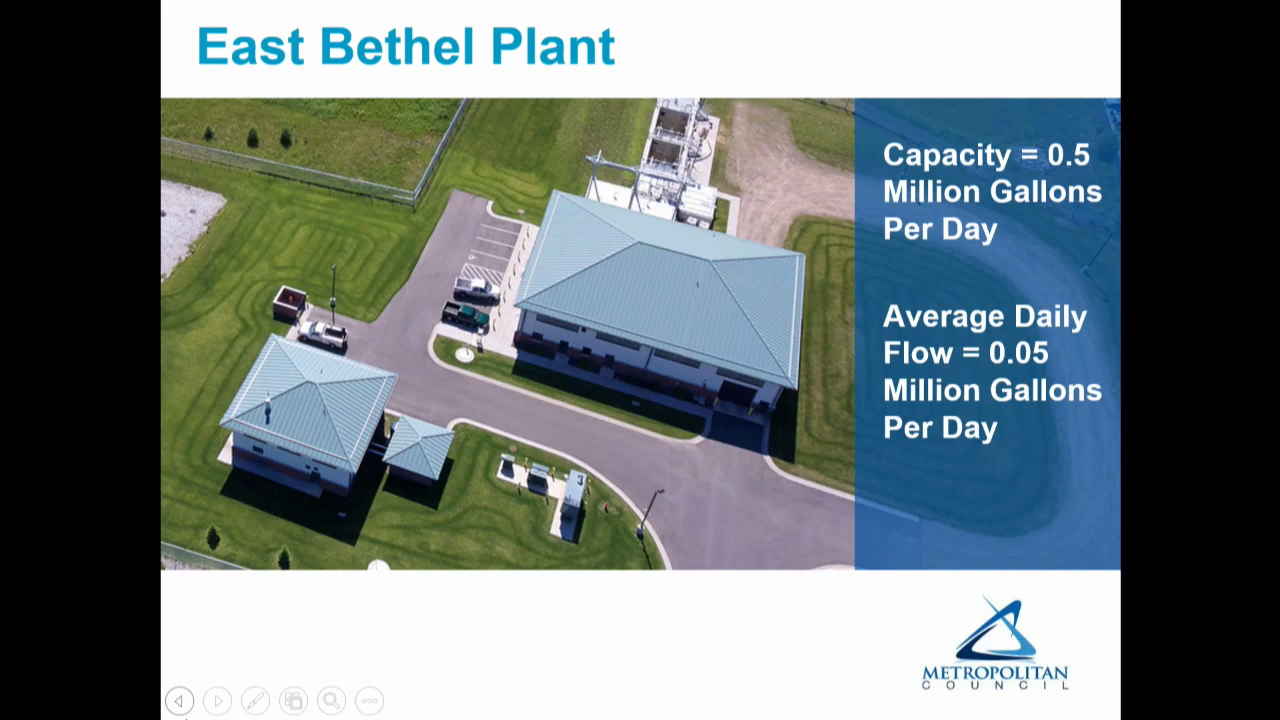 East Bethel Plant
Capacity = 0.5
Million Gallons
Per Day
Average Daily
Flow = 0.05
Million Gallons
Per Day
METROPOLITAN
COUNCIL